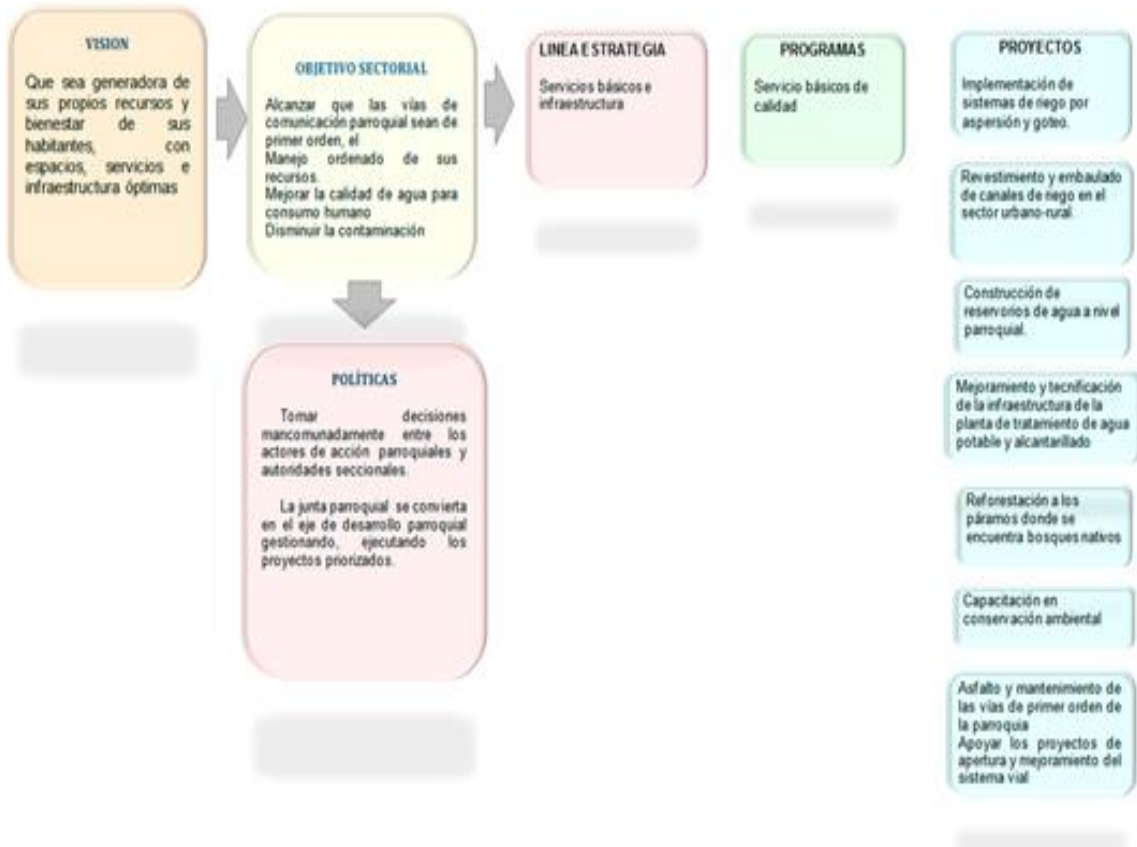 VISION
Que sea generadora de
sus propios recursos y
bienestar de sus
habitantes, con
espacios, servicios e
infraestructura óptimas
OBJETIVO SECTORIAL
Alcanzar que las vías de
comunicación parroquial sean de
primer orden, el
Manejo ordenado de sus
recursos.
Mejorar la calidad de agua para
consumo humano
Disminuir la contaminación
POLÍTICAS
Tomar decisiones
mancomunadamente entre los
actores de acción parroquiales y
autoridades seccionales.
La junta parroquial se convierta
en el eje de desarrollo parroquial
gestionando, ejecutando los
proyectos priorizados.
LINEA ESTRATEGIA
Servicios básicos e
infraestructura
PROGRAMAS
Servicio básicos de
calidad
PROYECTOS
Implementación de
sistemas de riego por
aspersión y goteo.
Revestimiento y embaulado
de canales de riego en el
sector urbano-rural.
Construcción de
reservorios de agua a nivel
parroquial.
Mejoramiento y tecnificación
de la infraestructura de la
planta de tratamiento de agua
potable y alcantarillado
Reforestación a los
páramos donde se
encuentra bosques nativos
Capacitación en
conservación ambiental
Asfalto y mantenimiento de
las vías de primer orden de
la parroquia
Apoyar los proyectos de
apertura y mejoramiento del
sistema vial